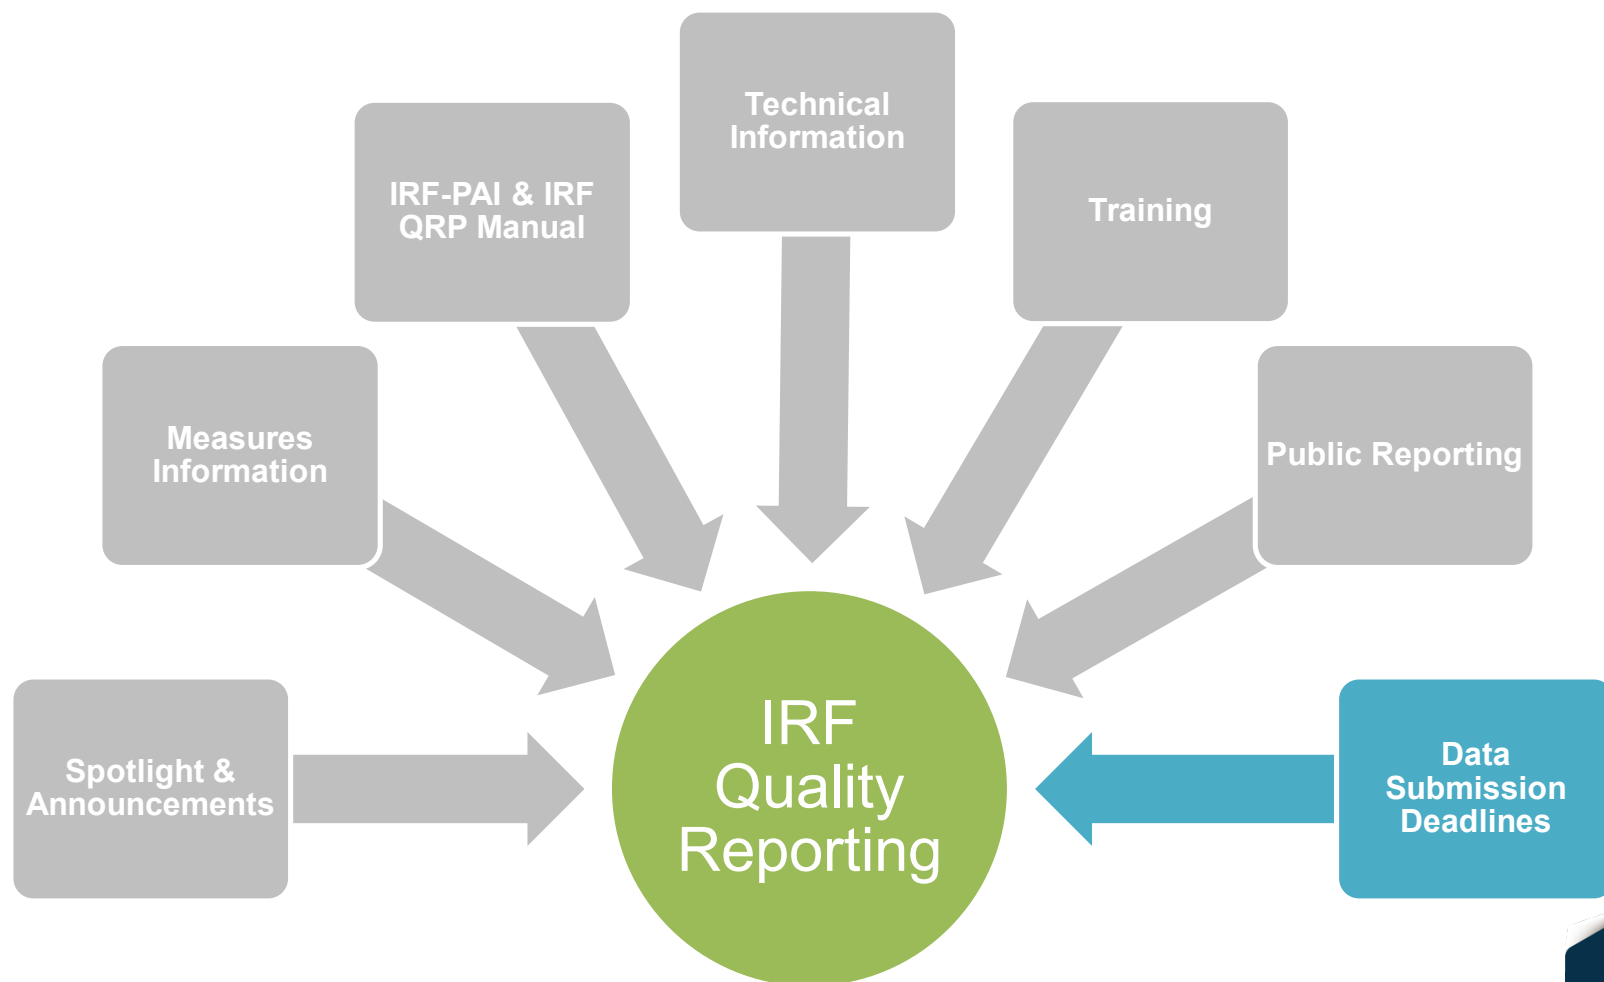 Technical
Information
IRF-PAI & IRF
QRP Manual
Training
Measures
Information
Public Reporting
Spotlight &
Announcements
IRF
Quality
Reporting
Data
Submission
Deadlines